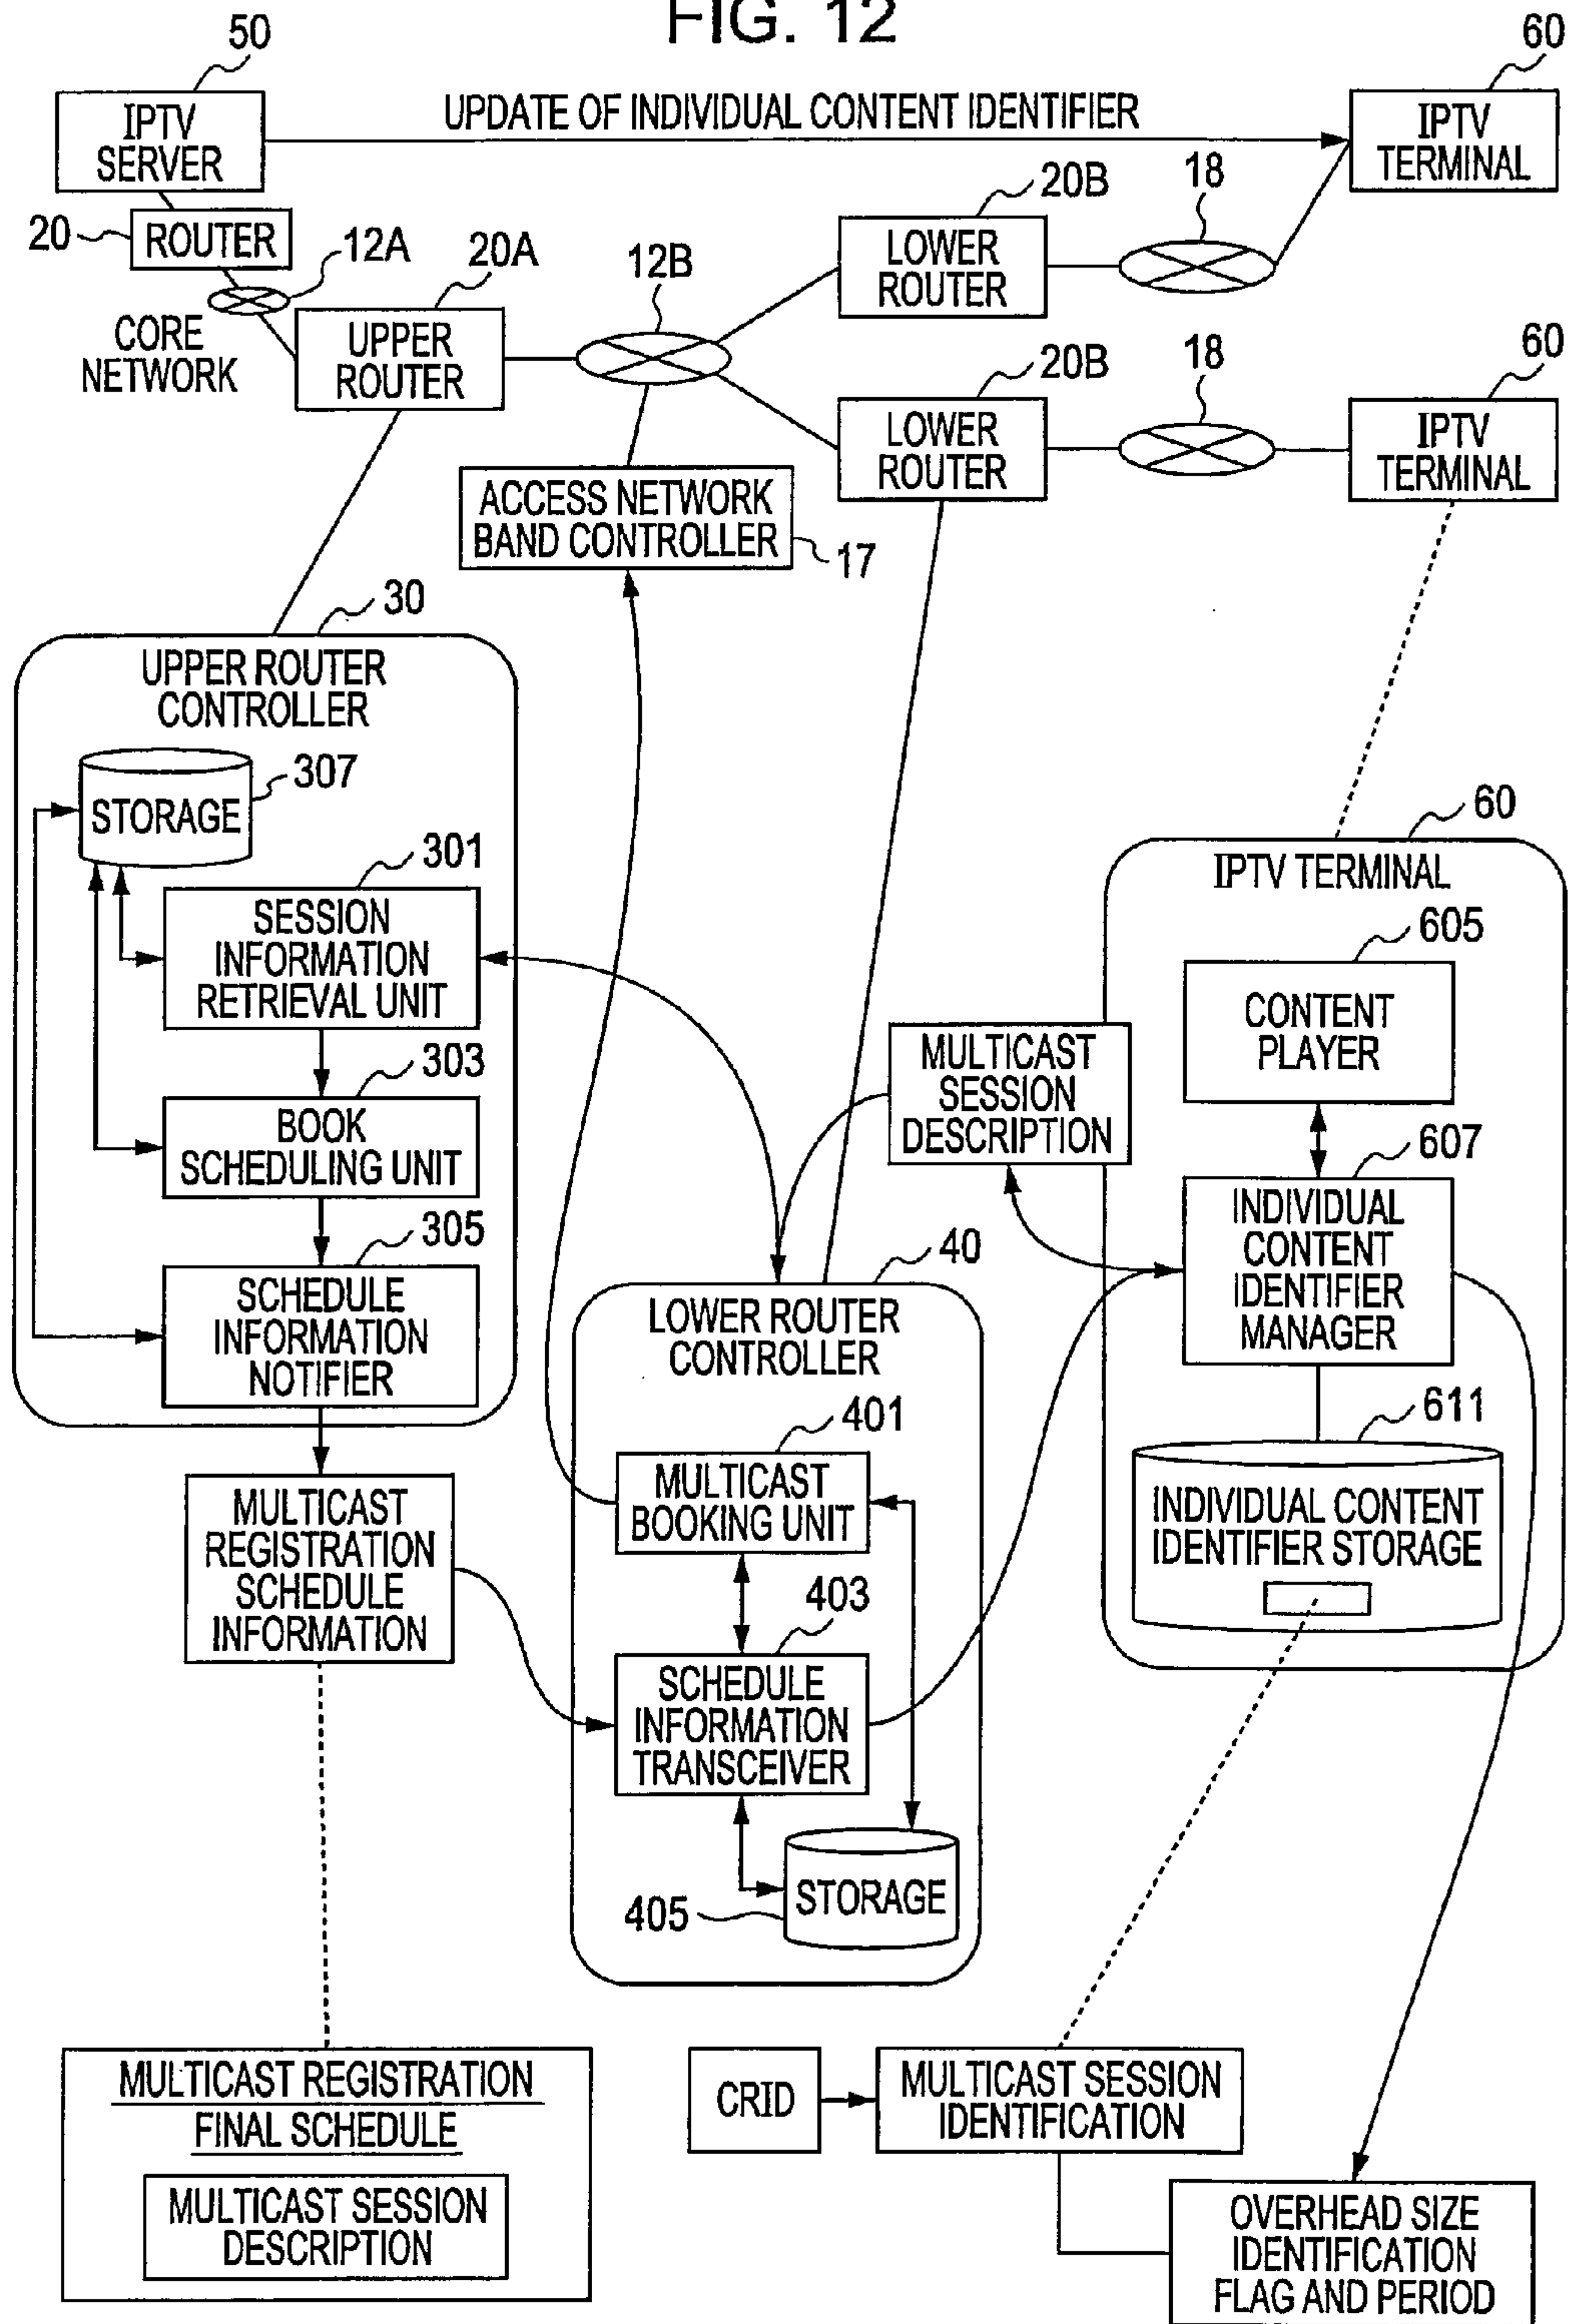 FIG. 12
50
60
IPTV
SERVER
UPDATE OF INDIVIDUAL CONTENT IDENTIFIER
IPTV
TERMINAL
20
ROUTER
12A
20A
12B
20B
18
LOWER
ROUTER
CORE
NETWORK
UPPER
ROUTER
20B
18
60
LOWER
ROUTER
IPTV
TERMINAL
ACCESS NETWORK
BAND CONTROLLER
17
30
UPPER ROUTER
CONTROLLER
307
STORAGE
301
SESSION
INFORMATION
RETRIEVAL UNIT
303
BOOK
SCHEDULING UNIT
305
SCHEDULE
INFORMATION
NOTIFIER
MULTICAST
REGISTRATION
SCHEDULE
INFORMATION
60
IPTV TERMINAL
605
CONTENT
PLAYER
MULTICAST
SESSION
DESCRIPTION
607
INDIVIDUAL
CONTENT
IDENTIFIER
MANAGER
611
INDIVIDUAL CONTENT
IDENTIFIER STORAGE
40
LOWER ROUTER
CONTROLLER
401
MULTICAST
BOOKING UNIT
403
SCHEDULE
INFORMATION
TRANSCEIVER
405
STORAGE
MULTICAST REGISTRATION
FINAL SCHEDULE
MULTICAST SESSION
DESCRIPTION
CRID
MULTICAST SESSION
IDENTIFICATION
OVERHEAD SIZE
IDENTIFICATION
FLAG AND PERIOD